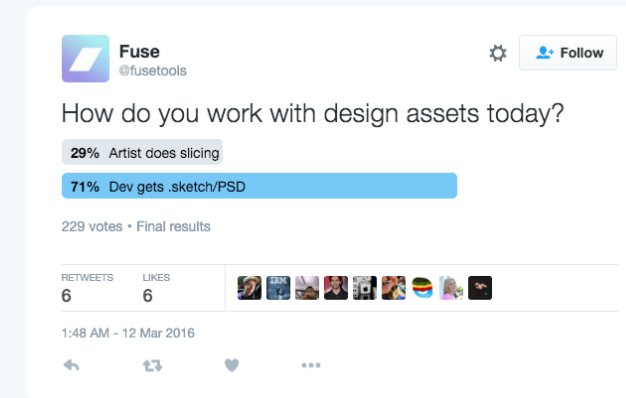 Fuse
@fusetools
Follow
How do you work with design assets today?
29% Artist does slicing
71% Dev gets .sketch/PSD
229 votes • Final results
RETWEETS LIKES
6 6
IBM
1:48 AM - 12 Mar 2016